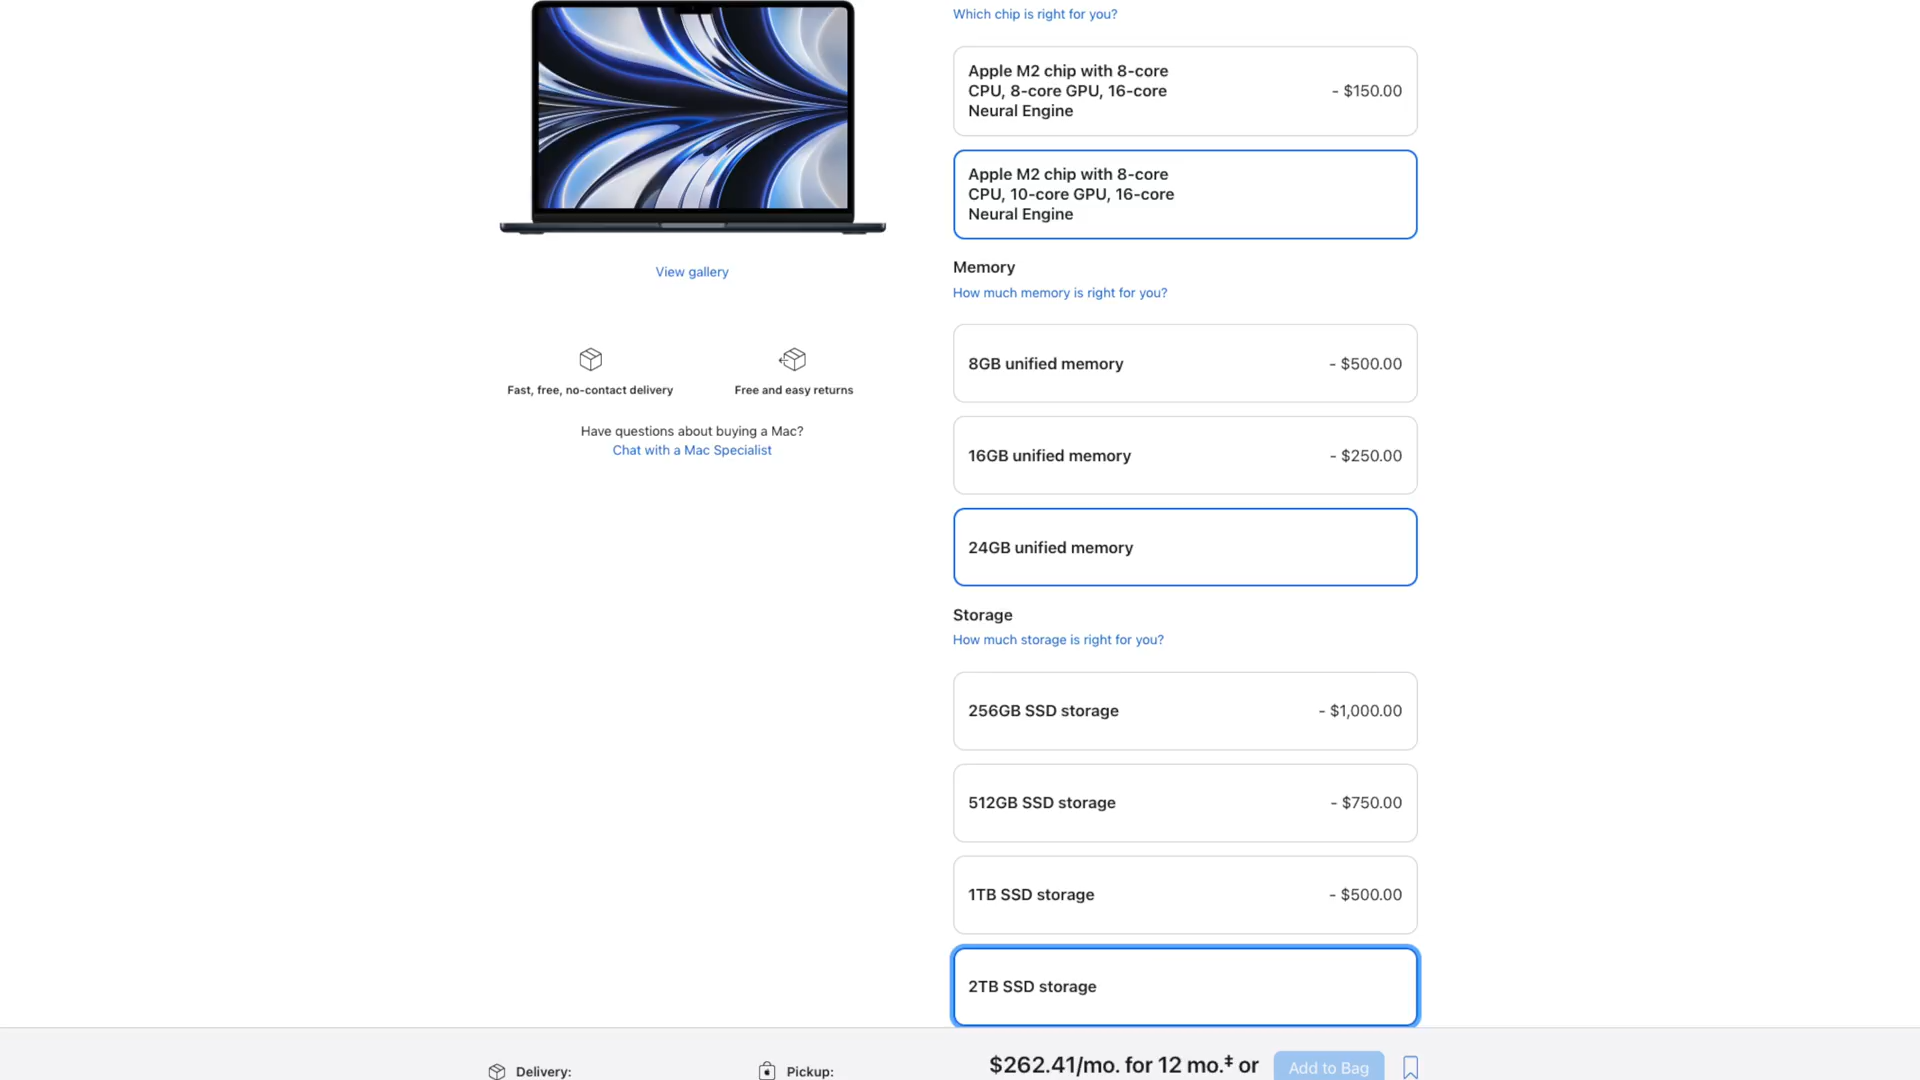 Which chip is right for you?
Apple M2 chip with 8-core
CPU, 8-core GPU, 16-core
Neural Engine
- $150.00
Apple M2 chip with 8-core
CPU, 10-core GPU, 16-core
Neural Engine
View gallery
Fast, free, no-contact delivery
Free and easy returns
Have questions about buying a Mac?
Chat with a Mac Specialist
Memory
How much memory is right for you?
8GB unified memory
- $500.00
16GB unified memory
- $250.00
24GB unified memory
Storage
How much storage is right for you?
256GB SSD storage
- $1,000.00
512GB SSD storage
- $750.00
1TB SSD storage
- $500.00
2TB SSD storage
Delivery:
Pickup:
$262.41/mo. for 12 mo.‡ or
Add to Bag